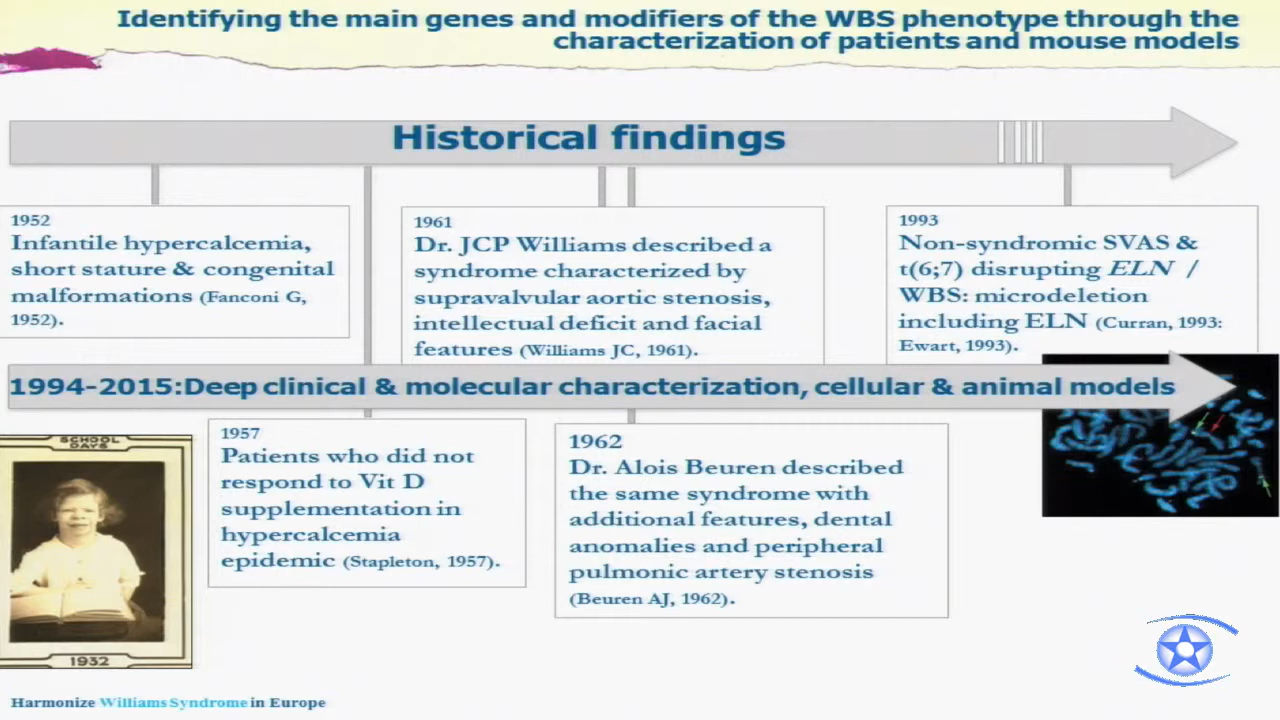 Identifying the main genes and modifiers of the WBS phenotype through the
characterization of patients and mouse models
Historical findings
1952
Infantile hypercalcemia,
short stature & congenital
malformations (Fanconi G,
1952).
1961
Dr. JCP Williams described a
syndrome characterized by
supravalvular aortic stenosis,
intellectual deficit and facial
features (Williams JC, 1961).
1993
Non-syndromic SVAS &
t(6;7) disrupting ELN /
WBS: microdeletion
including ELN (Curran, 1993:
Ewart, 1993).
1994-2015:Deep clinical & molecular characterization, cellular & animal models
1957
Patients who did not
respond to Vit D
supplementation in
hypercalcemia
epidemic (Stapleton, 1957).
1962
Dr. Alois Beuren described
the same syndrome with
additional features, dental
anomalies and peripheral
pulmonic artery stenosis
(Beuren AJ, 1962).
SCHOOL
DAYS
1932
Harmonize Williams Syndrome in Europe